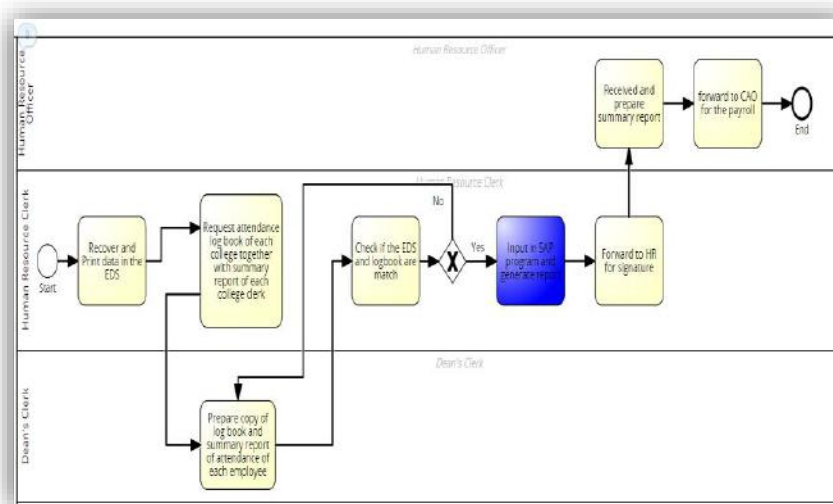 Human Resource
Officer
Human Resource Officer
Received and
prepare
summary report
forward to CAO
for the payroll
End
Human Resource Clerk
Human Resource Clerk
No
Start
Recover and
Print data in the
EDS
Request attendance
log book of each
college together
with summary
report of each
college clerk
Check if the EDS
and logbook are
match
X
Yes
Input in SAP
program and
generate report
Forward to HR
for signature
Dean's Clerk
Dean's Clerk
Prepare copy of
log book and
summary report
of attendance of
each employee